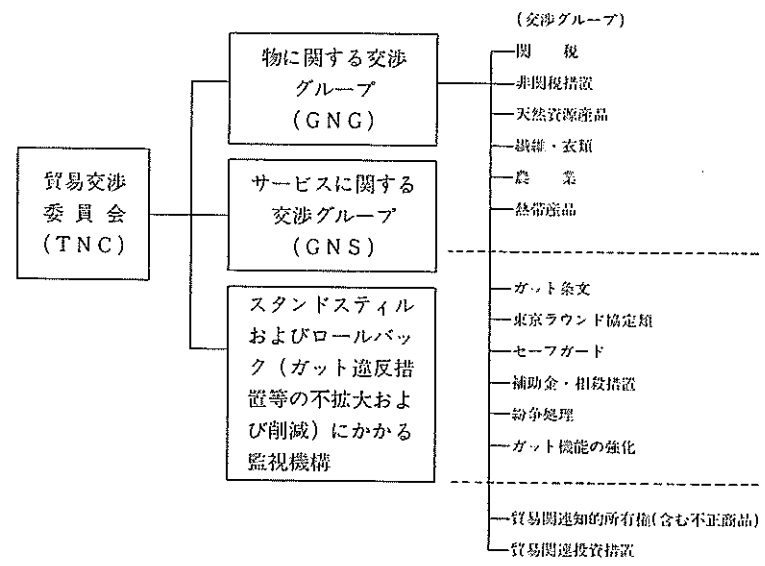 貿易交渉
委員会
(TNC)
物に関する交渉
グループ
(GNG)
サービスに関する
交渉グループ
(GNS)
スタンドスティル
およびロールバッ
ク(ガット違反措
置等の不拡大およ
び削減)にかかる
監視機構
(交渉グループ)
関 税
非関税措置
天然資源産品
繊維・衣類
農 業
熱帯産品
ガット条文
東京ラウンド協定類
セーフガード
補助金・相殺措置
紛争処理
ガット機能の強化
貿易関連知的所有権(含む不正商品)
貿易関連投資措置